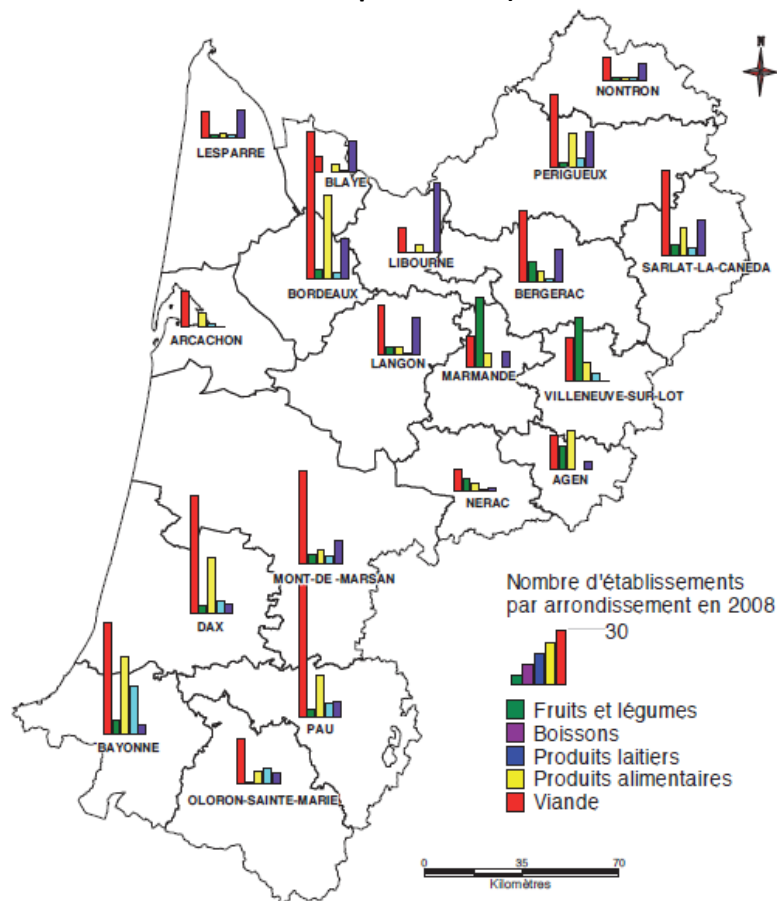 N
NONTRON
LESPARRE
BLAYE
PERIGUEUX
LIBOURNE
SARLAT-LA-CANEDA
BORDEAUX
BERGERAC
ARCACHON
LANGON
MARMANDE
VILLENEUVE-SUR-LOT
AGEN
NERAC
MONT-DE -MARSAN
DAX
PAU
BAYONNE
OLORON-SAINTE-MARIE
Nombre d'établissements
par arrondissement en 2008
30
Fruits et légumes
Boissons
Produits laitiers
Produits alimentaires
Viande
0 35 70
Kilomètres